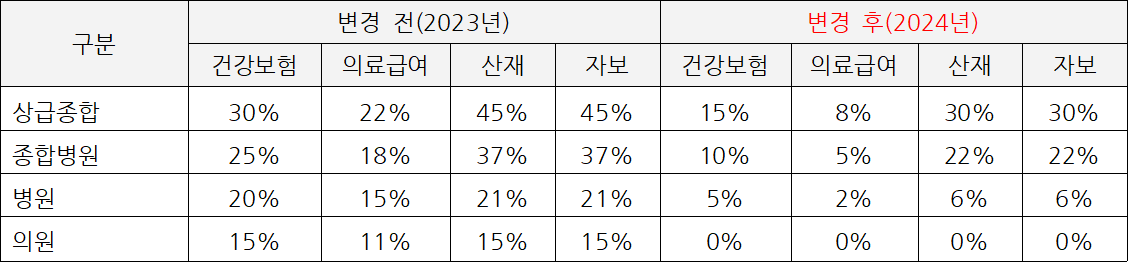 구분 변경 전(2023년) 변경 후(2024년)
건강보험 의료급여 산재 자보 건강보험 의료급여 산재 자보
상급종합 30% 22% 45% 45% 15% 8% 30% 30%
종합병원 25% 18% 37% 37% 10% 5% 22% 22%
병원 20% 15% 21% 21% 5% 2% 6% 6%
의원 15% 11% 15% 15% 0% 0% 0% 0%